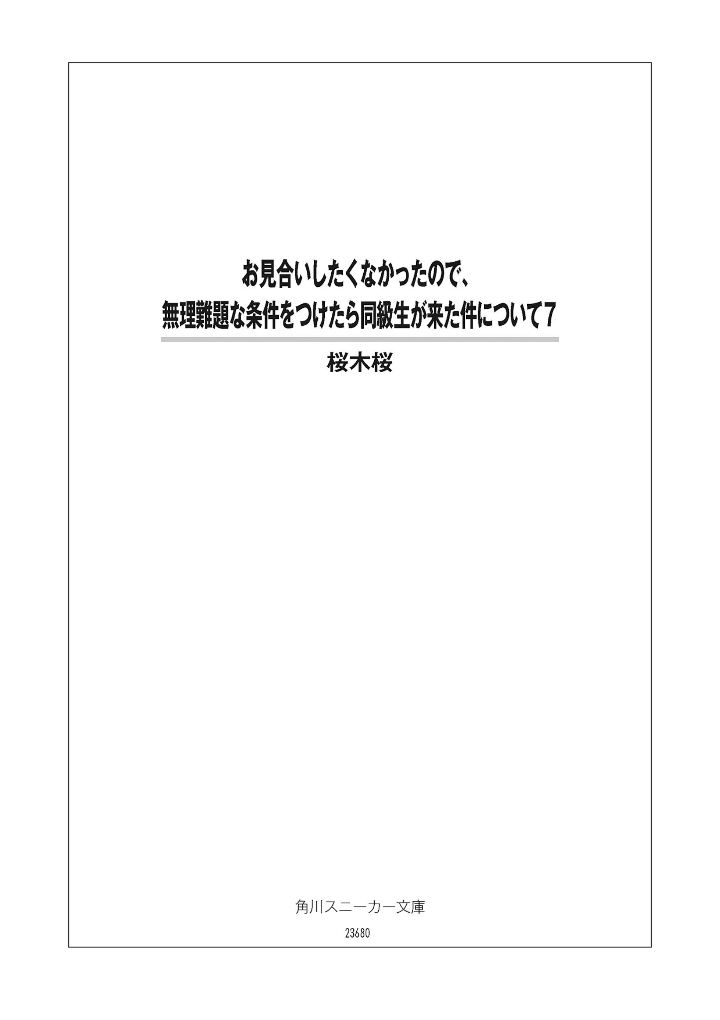 お見合いしたくなかったので、
無理難題な条件をつけたら同級生が来た件について7
桜木桜
角川スニーカー文庫
23680